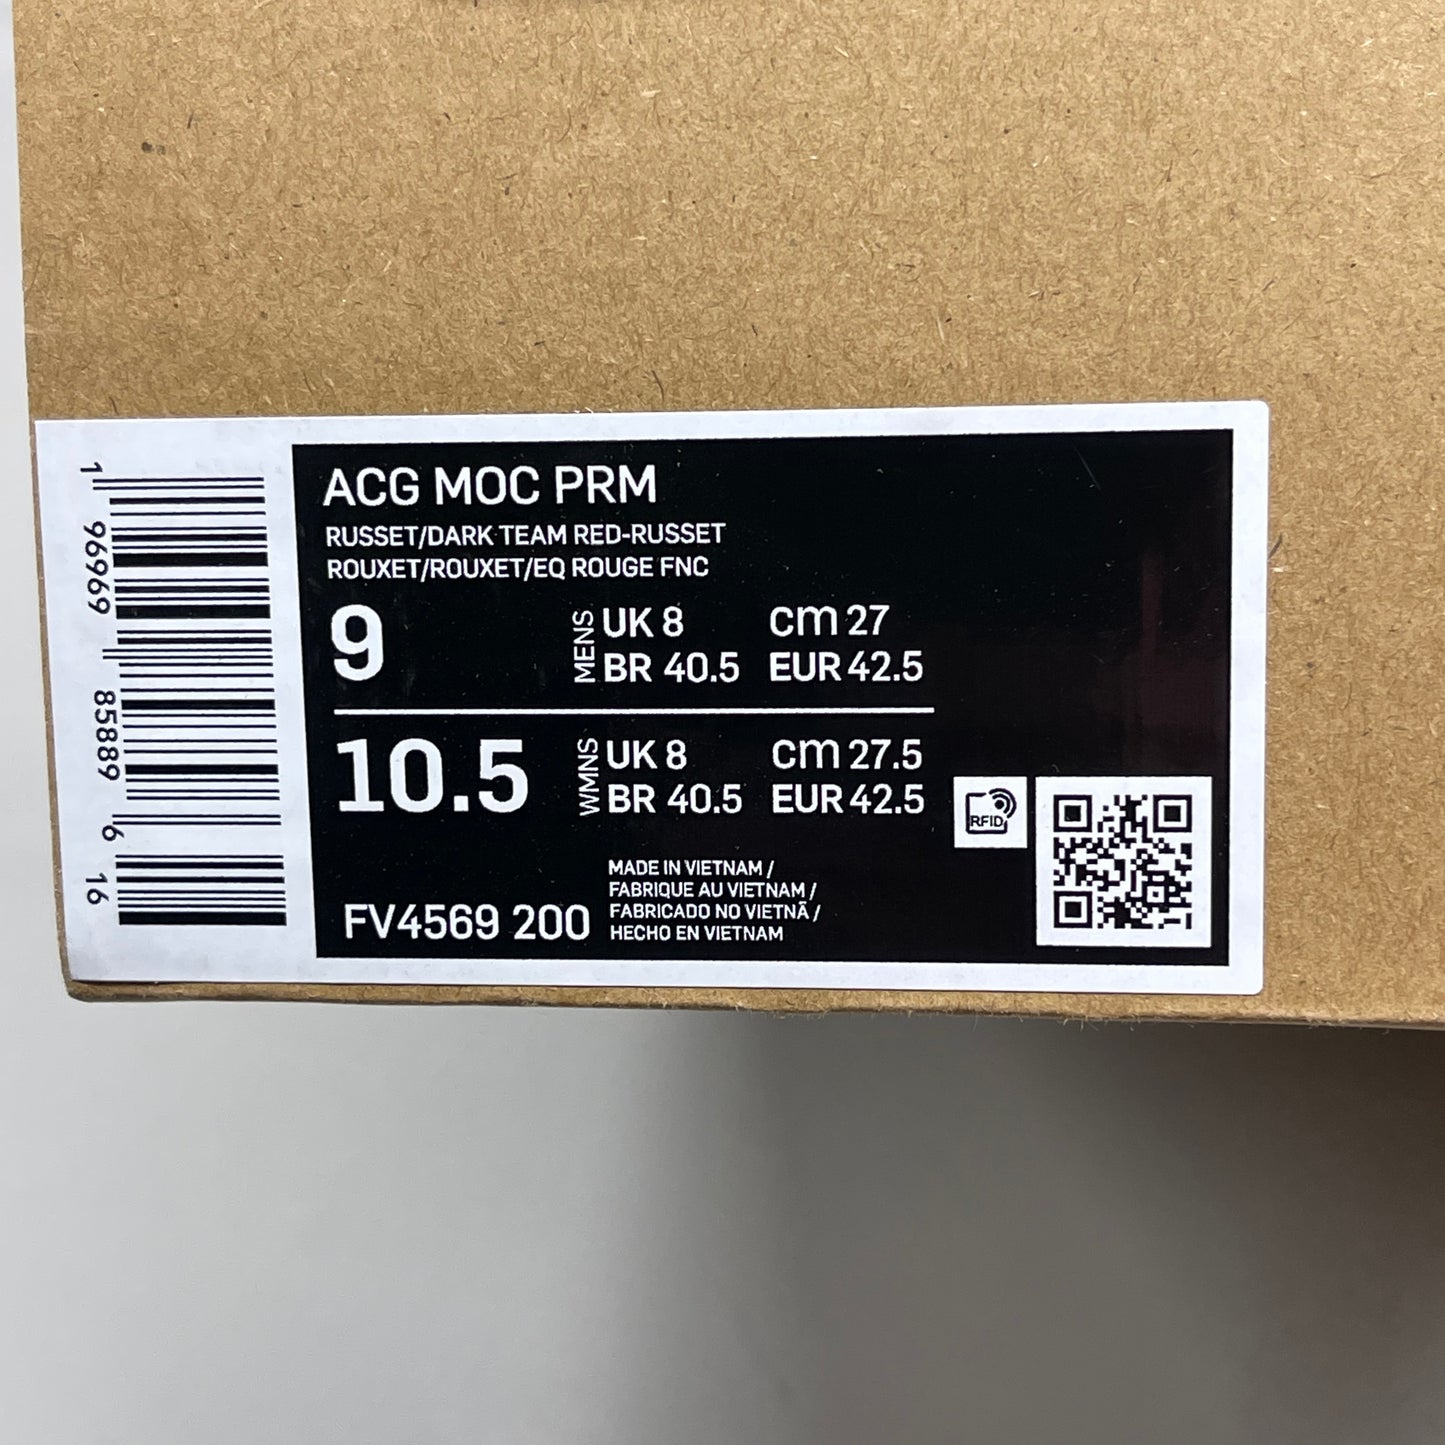 1 96969 85889 6 16
ACG MOC PRM
RUSSET/DARK TEAM RED-RUSSET
ROUXET/ROUXET/EQ ROUGE FNC
9 MENS UK 8 cm 27
BR 40.5 EUR 42.5
10.5 WMNS UK 8 cm 27.5
BR 40.5 EUR 42.5
RFID
MADE IN VIETNAM /
FABRIQUE AU VIETNAM /
FABRICADO NO VIETNÃ /
HECHO EN VIETNAM
FV4569 200